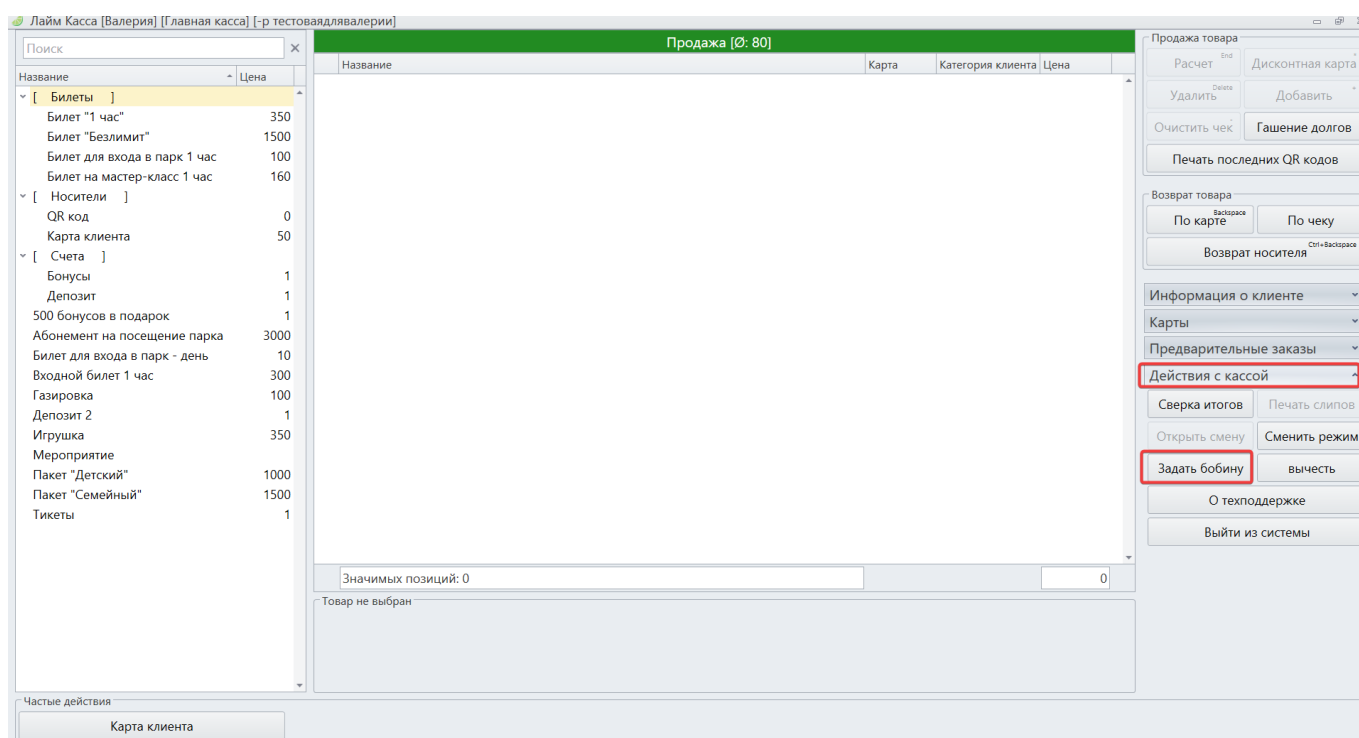 Лайм Касса [Валерия] [Главная касса] [-р тестоваядлявалерии]
Поиск
Название Цена
[ Билеты ]
Билет "1 час" 350
Билет "Безлимит" 1500
Билет для входа в парк 1 час 100
Билет на мастер-класс 1 час 160
[ Носители ]
QR код 0
Карта клиента 50
[ Счета ]
Бонусы 1
Депозит 1
500 бонусов в подарок 1
Абонемент на посещение парка 3000
Билет для входа в парк - день 10
Входной билет 1 час 300
Газировка 100
Депозит 2 1
Игрушка 350
Мероприятие
Пакет "Детский" 1000
Пакет "Семейный" 1500
Тикеты 1
Продажа [Ø: 80]
Название Карта Категория клиента Цена
Значимых позиций: 0 0
Товар не выбран
Продажа товара
Расчет End Дисконтная карта
Удалить Delete Добавить +
Очистить чек Гашение долгов
Печать последних QR кодов
Возврат товара
По карте Backspace По чеку
Возврат носителя Ctrl+Backspace
Информация о клиенте
Карты
Предварительные заказы
Действия с кассой
Сверка итогов Печать слипов
Открыть смену Сменить режим
Задать бобину вычесть
О техподдержке
Выйти из системы
Частые действия
Карта клиента